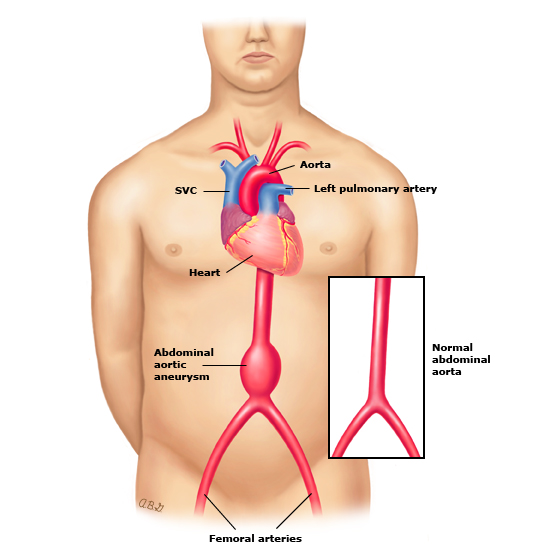 Aorta
SVC
Left pulmonary artery
Heart
Abdominal
aortic
aneurysm
Normal
abdominal
aorta
Femoral arteries